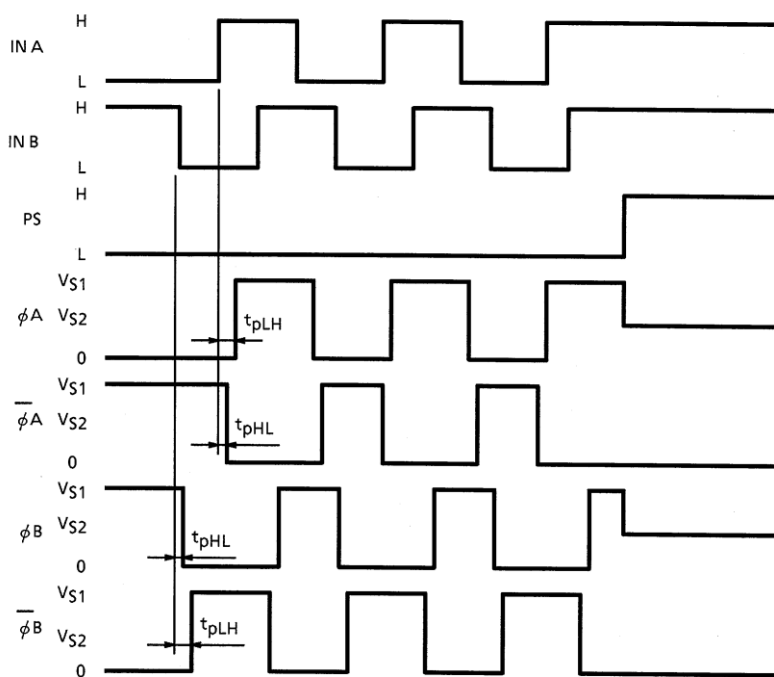 H
IN A
L
H
IN B
L
H
PS
L
VS1
ϕA VS2
tpLH
0
VS1
ϕ̅A̅ VS2
tpHL
0
VS1
ϕB VS2
tpHL
0
VS1
tpLH
ϕ̅B̅ VS2
0